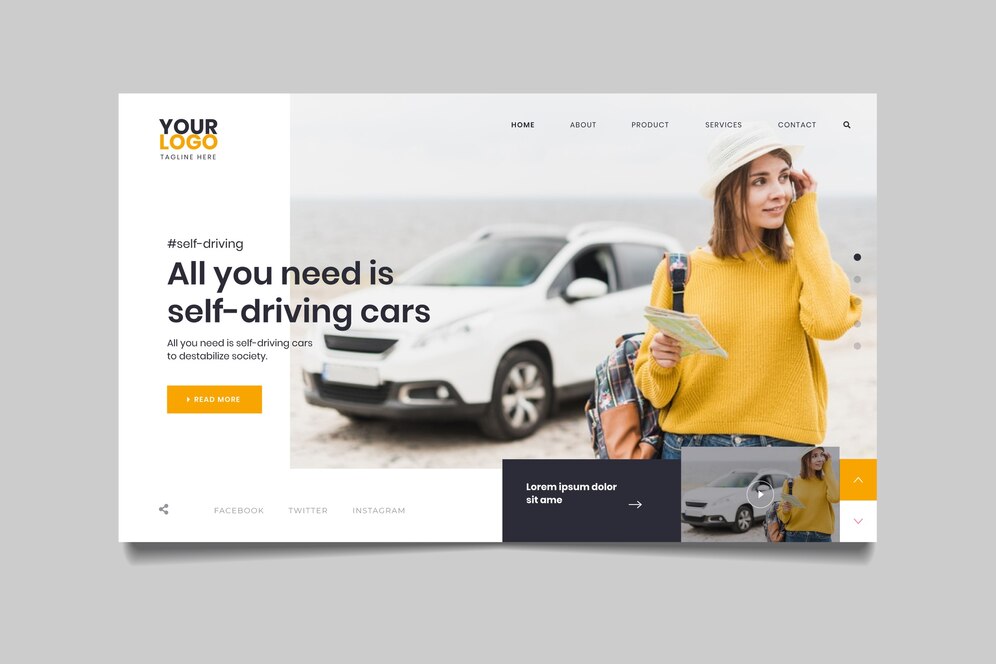 YOUR
LOGO
TAGLINE HERE
HOME ABOUT PRODUCT SERVICES CONTACT
#self-driving
All you need is
self-driving cars
All you need is self-driving cars
to destabilize society.
READ MORE
Lorem ipsum dolor
sit ame
FACEBOOK TWITTER INSTAGRAM